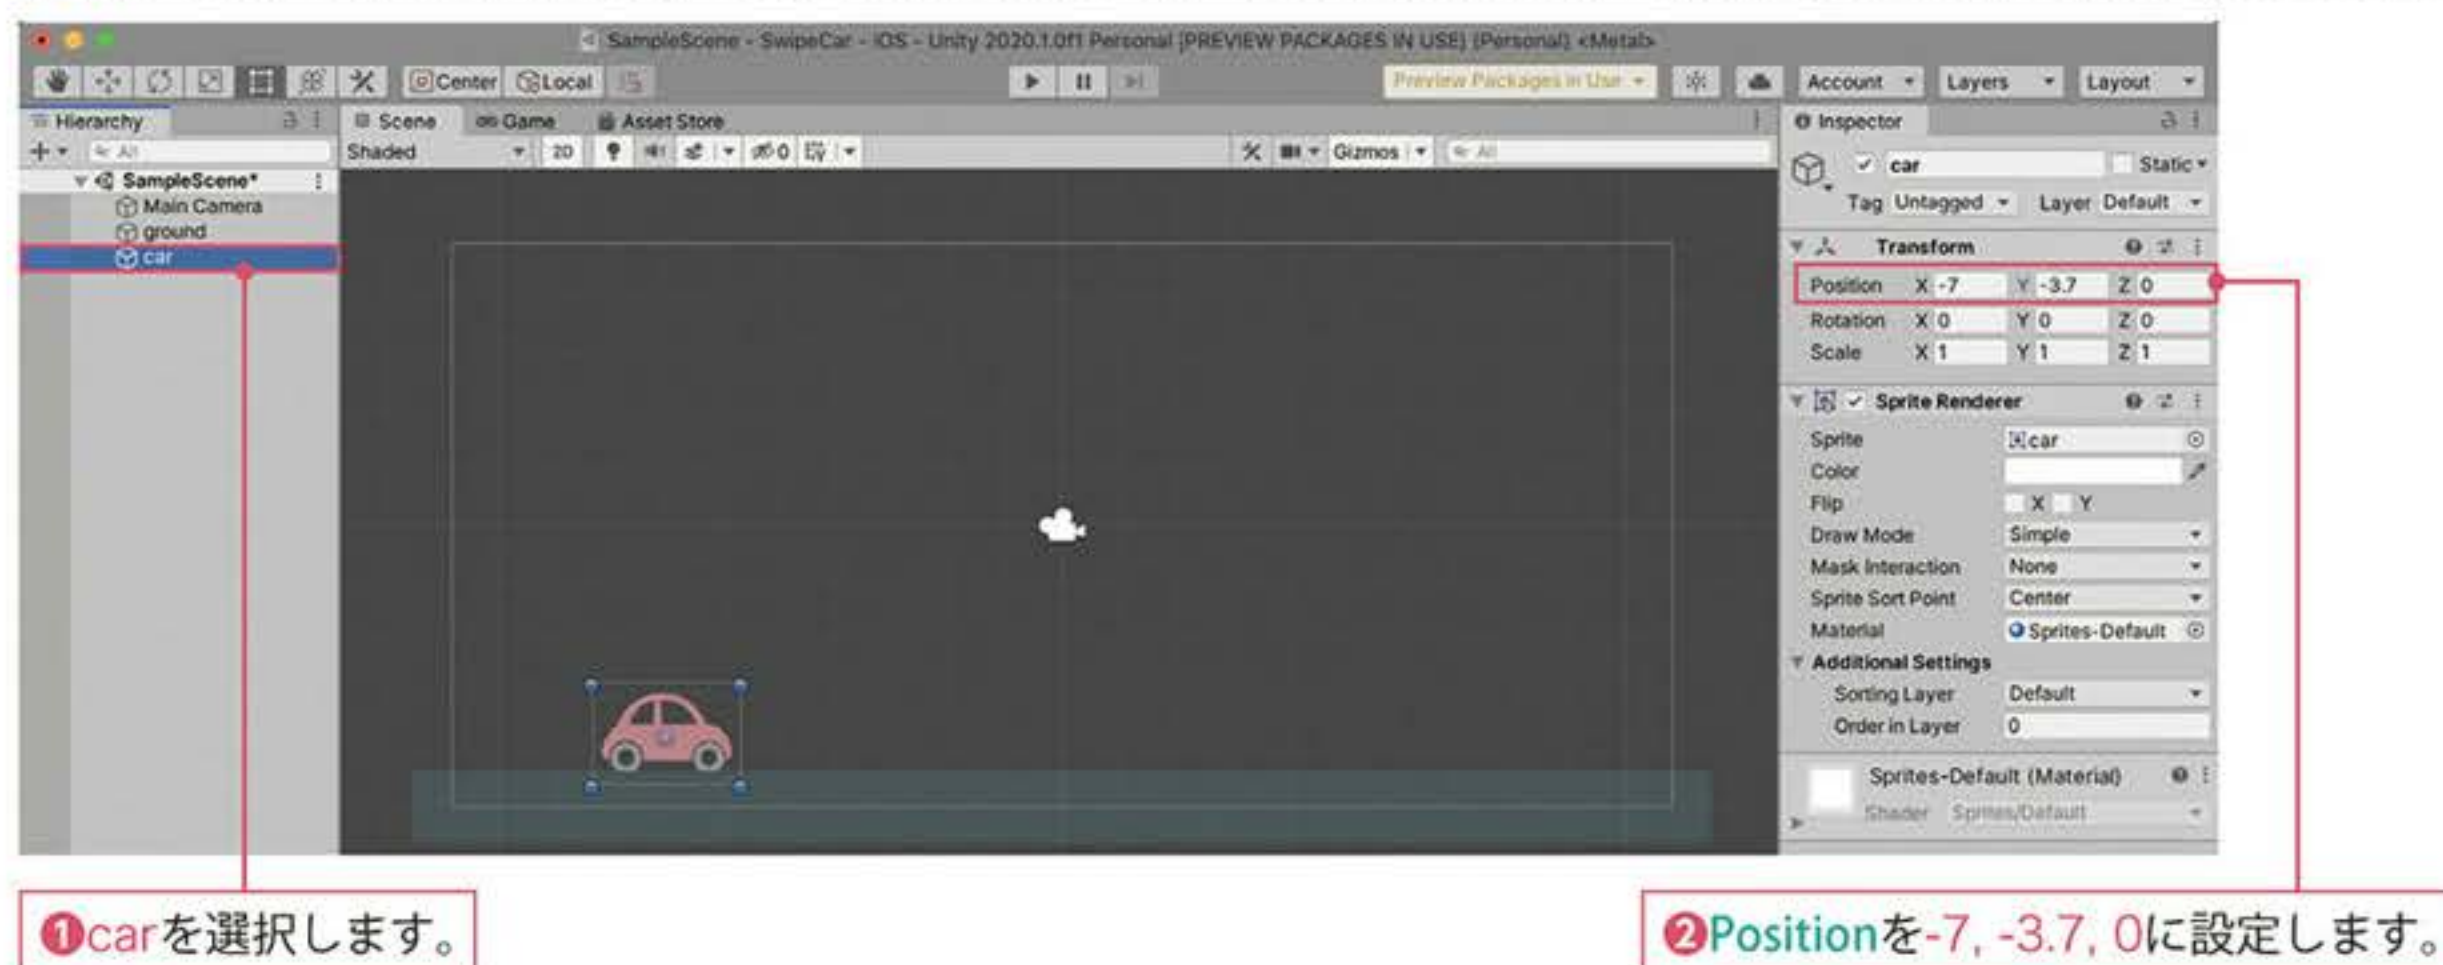 SampleScene - SwipeCar - iOS - Unity 2020.1.0f1 Personal [PREVIEW PACKAGES IN USE] (Personal) <Metal>
Center Local Preview Packages in Use Account Layers Layout
Hierarchy Scene Game Asset Store Inspector
All Shaded 2D 0 Gizmos All
car Static
SampleScene*
Main Camera
Tag Untagged Layer Default
ground
car
Transform
Position X -7 Y -3.7 Z 0
Rotation X 0 Y 0 Z 0
Scale X 1 Y 1 Z 1
Sprite Renderer
Sprite car
Color
Flip X Y
Draw Mode Simple
Mask Interaction None
Sprite Sort Point Center
Material Sprites-Default
Additional Settings
Sorting Layer Default
Order in Layer 0
Sprites-Default (Material)
Shader Sprites/Default
❶carを選択します。
❷Positionを-7, -3.7, 0に設定します。